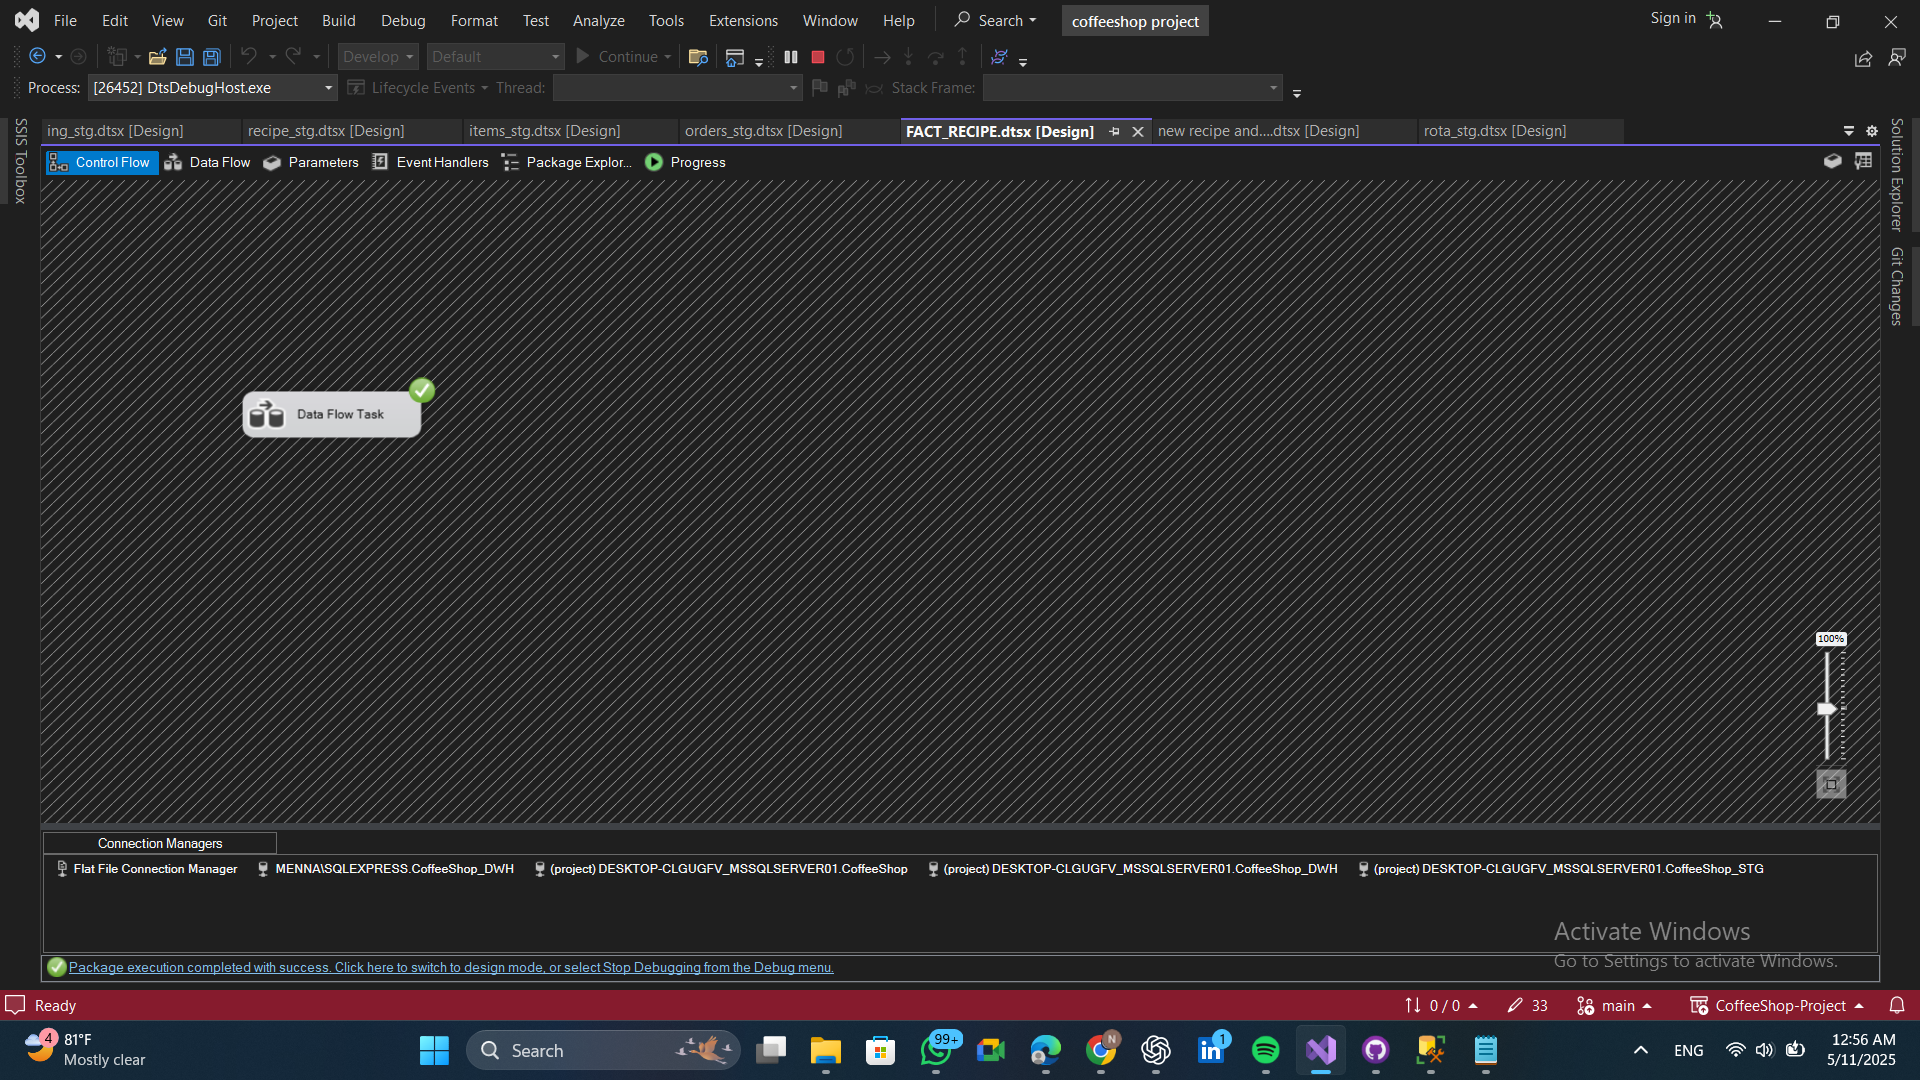 File Edit View Git Project Build Debug Format Test Analyze Tools Extensions Window Help Search coffeeshop project Sign in
Develop Default Continue
Process: [26452] DtsDebugHost.exe Lifecycle Events Thread: Stack Frame:
SSIS Toolbox
ing_stg.dtsx [Design] recipe_stg.dtsx [Design] items_stg.dtsx [Design] orders_stg.dtsx [Design] FACT_RECIPE.dtsx [Design] new recipe and....dtsx [Design] rota_stg.dtsx [Design]
Control Flow Data Flow Parameters Event Handlers Package Explor... Progress
Solution Explorer
Git Changes
Data Flow Task
100%
Connection Managers
Flat File Connection Manager MENNA\SQLEXPRESS.CoffeeShop_DWH (project) DESKTOP-CLGUGFV_MSSQLSERVER01.CoffeeShop (project) DESKTOP-CLGUGFV_MSSQLSERVER01.CoffeeShop_DWH (project) DESKTOP-CLGUGFV_MSSQLSERVER01.CoffeeShop_STG
Activate Windows
Go to Settings to activate Windows.
Package execution completed with success. Click here to switch to design mode, or select Stop Debugging from the Debug menu.
Ready 0 / 0 33 main CoffeeShop-Project
4 81°F
Mostly clear
Search
99+
N
1
ENG
12:56 AM
5/11/2025